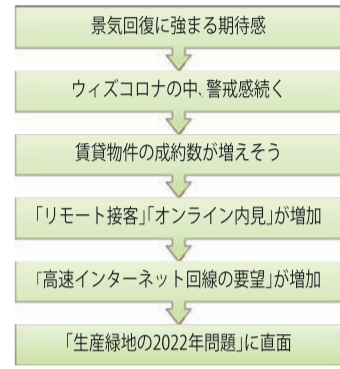 景気回復に強まる期待感
ウィズコロナの中、警戒感続く
賃貸物件の成約数が増えそう
「リモート接客」「オンライン内見」が増加
「高速インターネット回線の要望」が増加
「生産緑地の2022年問題」に直面